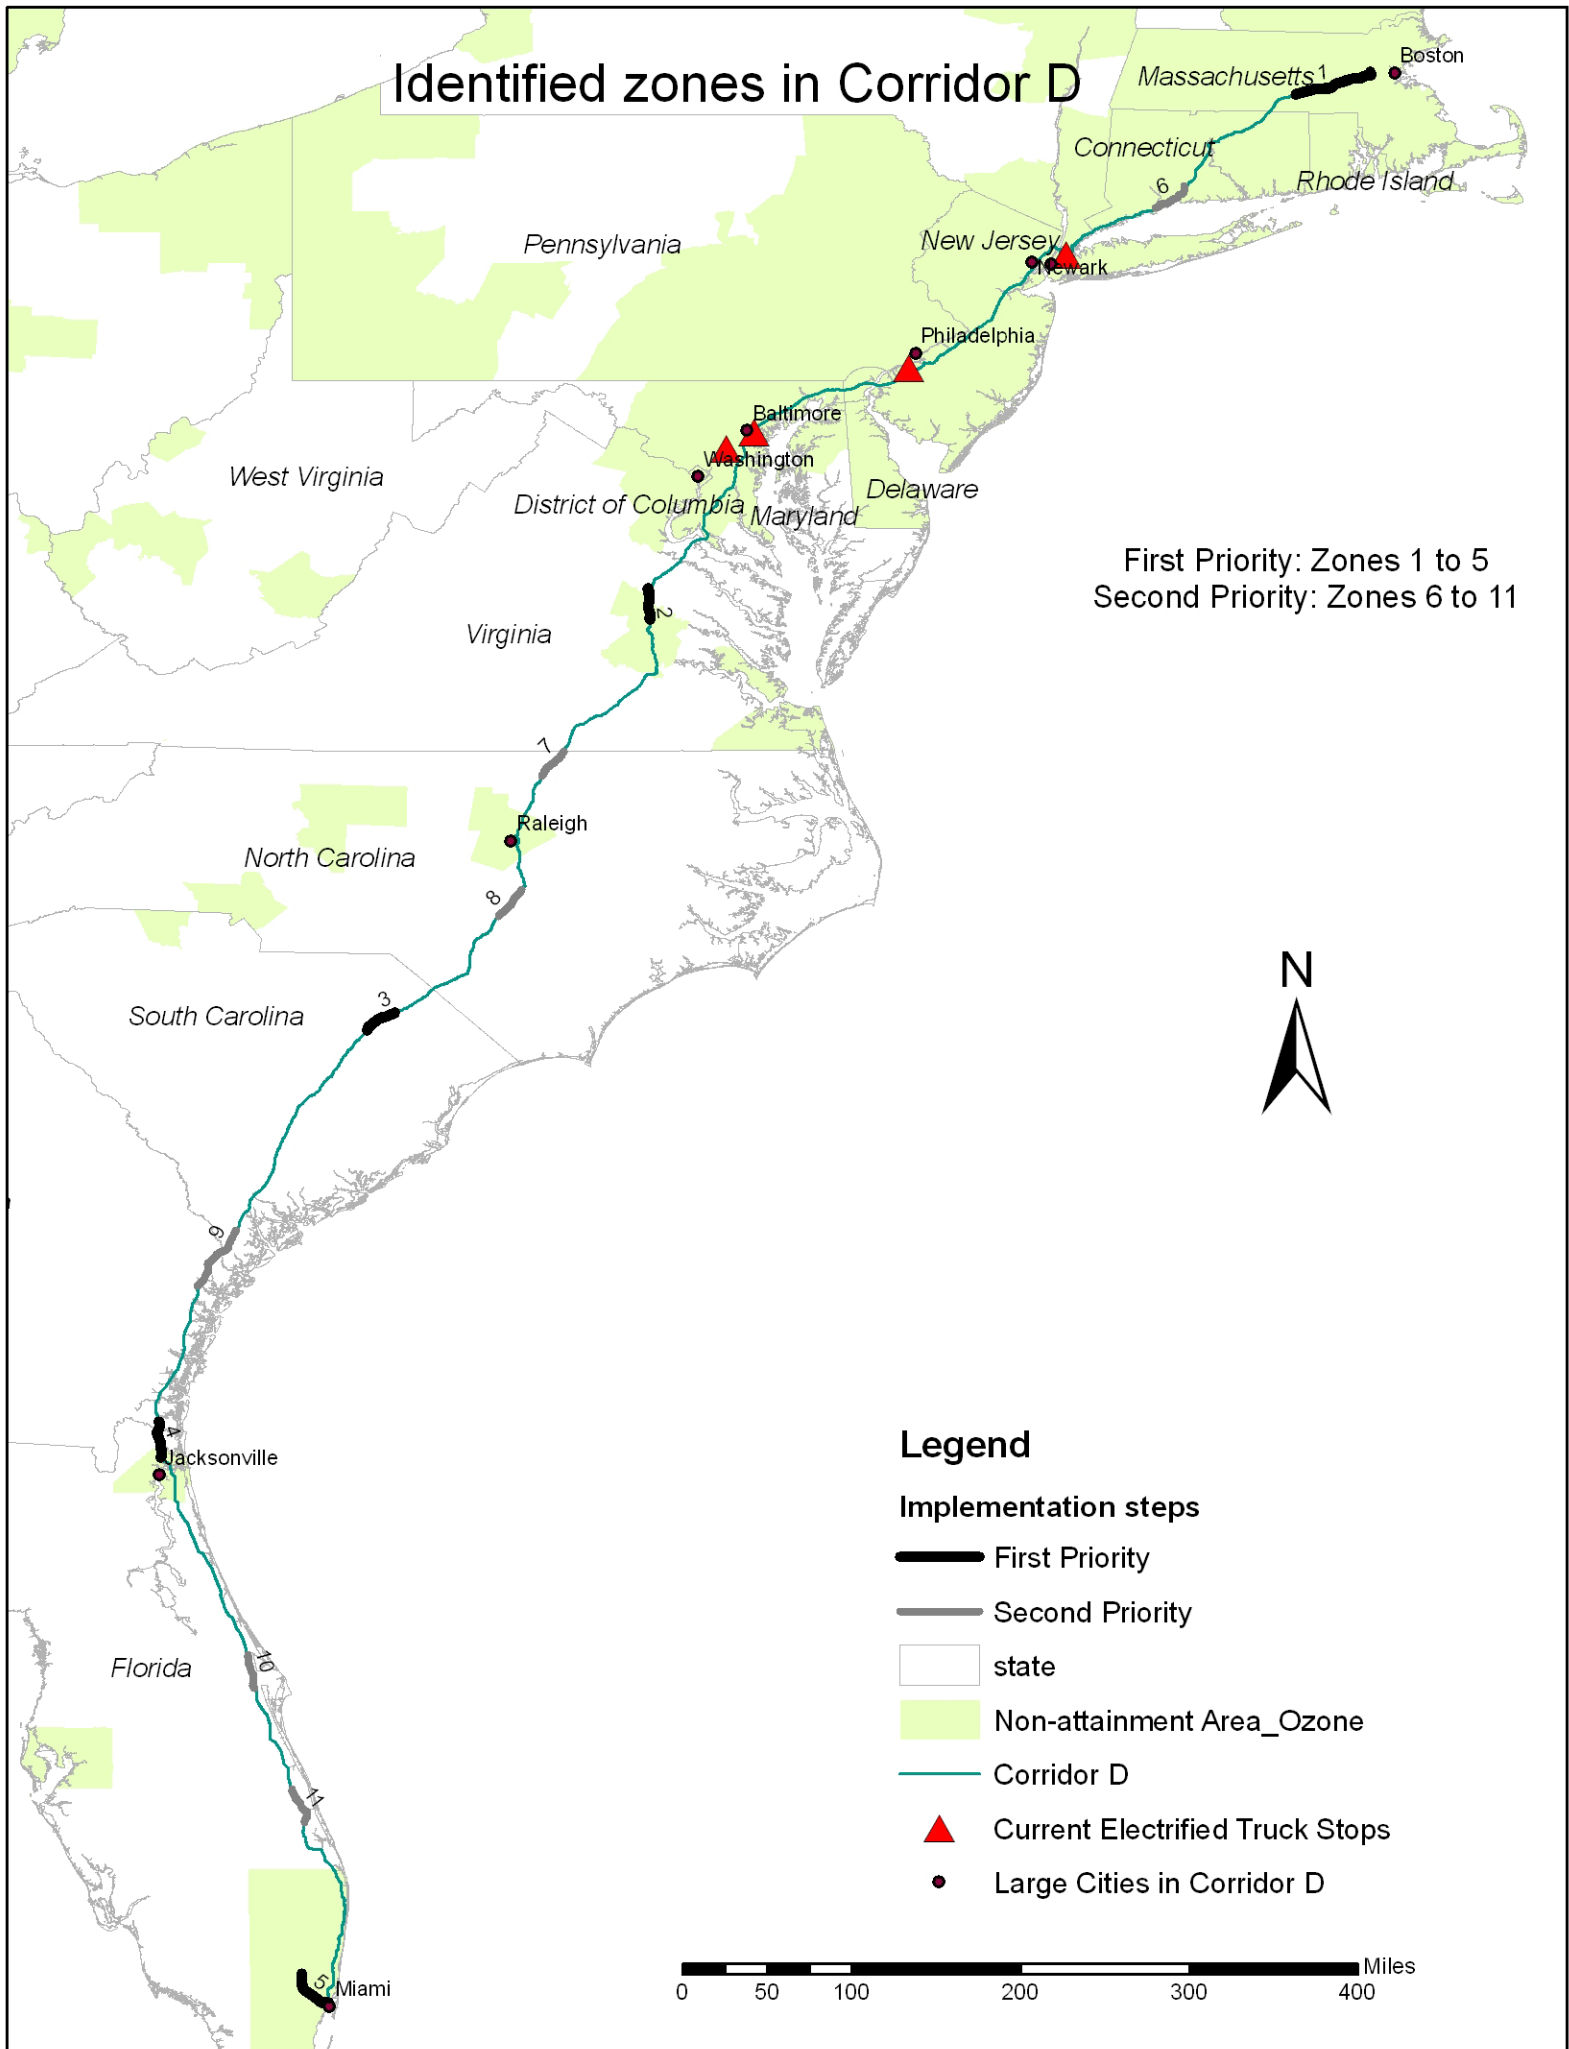 Identified zones in Corridor D
Boston
Massachusetts
1
Connecticut
6
Rhode Island
New Jersey
Newark
Pennsylvania
Philadelphia
Baltimore
Washington
West Virginia
District of Columbia
Maryland
Delaware
First Priority: Zones 1 to 5
Second Priority: Zones 6 to 11
2
Virginia
7
Raleigh
North Carolina
8
3
South Carolina
N
9
4
Jacksonville
Florida
10
11
5
Miami
Legend
Implementation steps
First Priority
Second Priority
state
Non-attainment Area_Ozone
Corridor D
Current Electrified Truck Stops
Large Cities in Corridor D
Miles
0 50 100 200 300 400